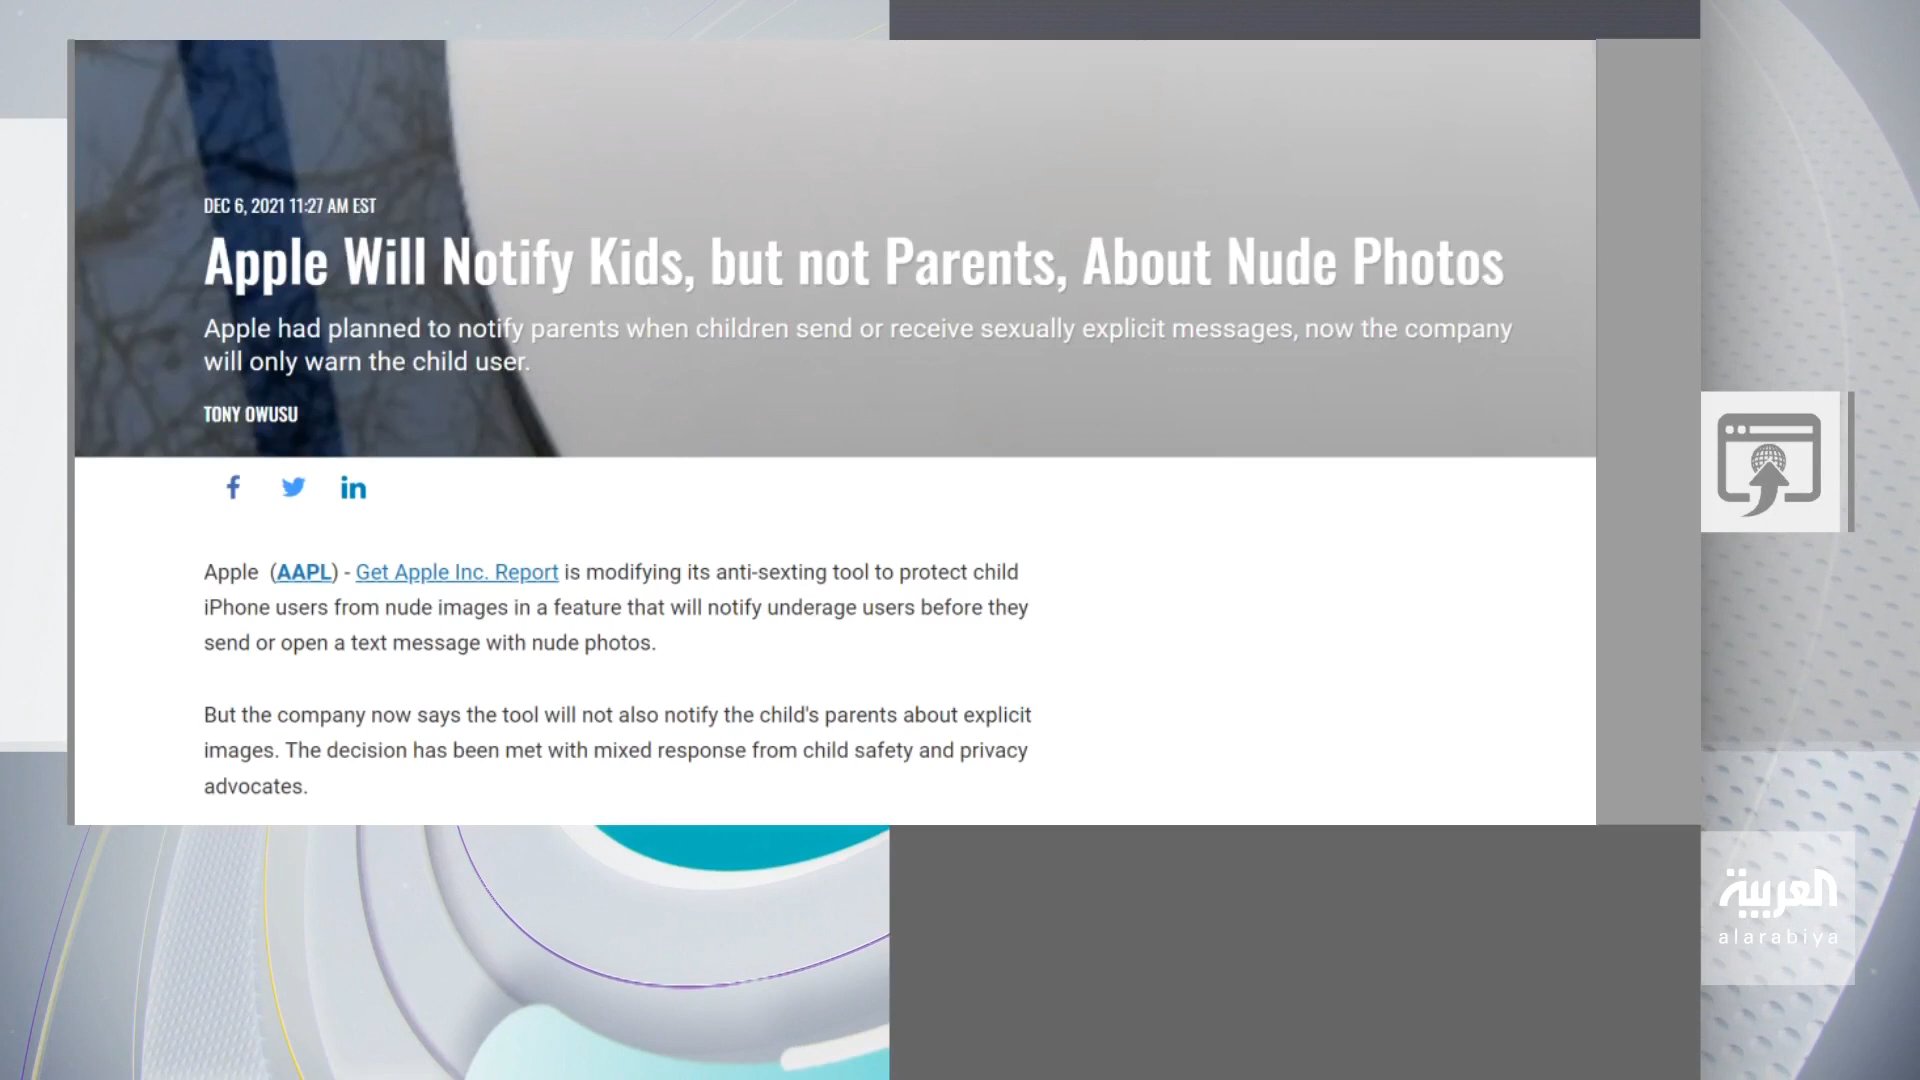 DEC 6, 2021 11:27 AM EST
Apple Will Notify Kids, but not Parents, About Nude Photos
Apple had planned to notify parents when children send or receive sexually explicit messages, now the company
will only warn the child user.
TONY OWUSU
Apple (AAPL) - Get Apple Inc. Report is modifying its anti-sexting tool to protect child
iPhone users from nude images in a feature that will notify underage users before they
send or open a text message with nude photos.
But the company now says the tool will not also notify the child's parents about explicit
images. The decision has been met with mixed response from child safety and privacy
advocates.
العربية
alarabiya